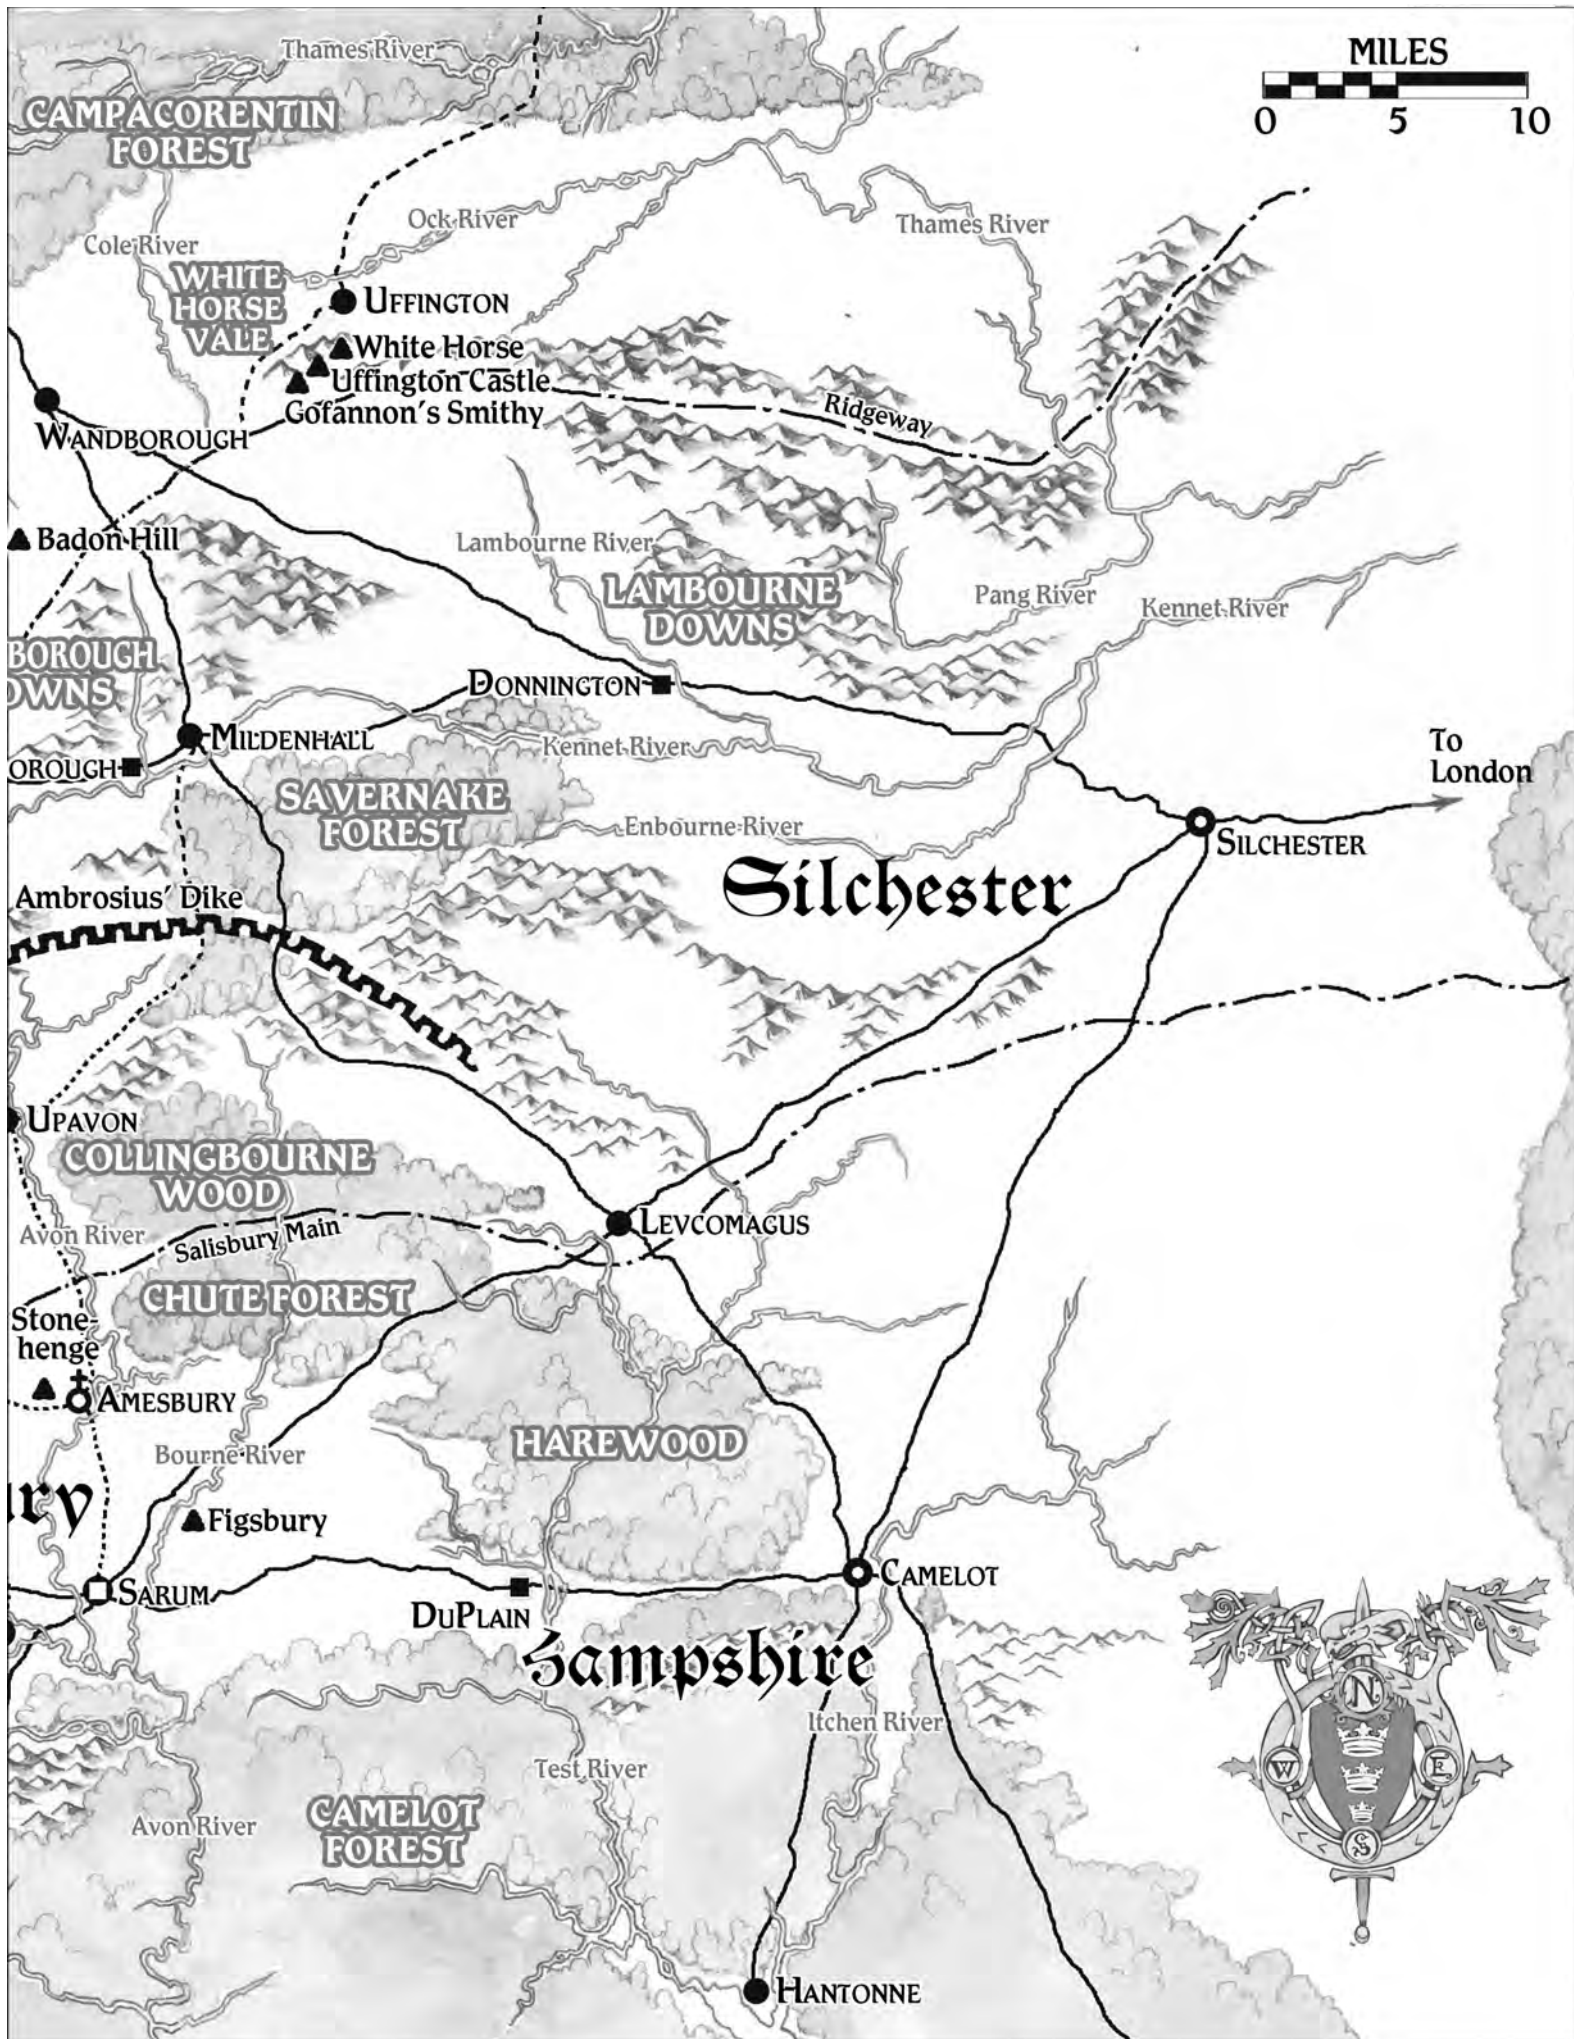 Thames River
MILES
0 5 10
CAMPACORENTIN
FOREST
Ock River
Thames River
Cole River
WHITE
HORSE
VALE
UFFINGTON
White Horse
Uffington Castle
Gofannon's Smithy
Ridgeway
WANDBOROUGH
Badon Hill
Lambourne River
LAMBOURNE
DOWNS
Pang River
Kennet River
BOROUGH
OWNS
DONNINGTON
MILDENHALL
Kennet River
OROUGH
To
London
SAVERNAKE
FOREST
Enbourne River
SILCHESTER
Silchester
Ambrosius' Dike
UPAVON
COLLINGBOURNE
WOOD
Avon River
Salisbury Main
LEVCOMAGUS
CHUTE FOREST
Stone-
henge
AMESBURY
HAREWOOD
Bourne River
ury
Figsbury
CAMELOT
SARUM
DUPLAIN
Hampshire
N
Itchen River
W
E
Test River
CAMELOT
FOREST
Avon River
S
HANTONNE